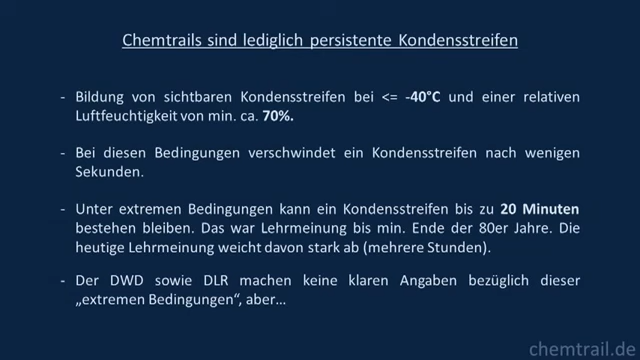 Chemtrails sind lediglich persistente Kondensstreifen
- Bildung von sichtbaren Kondensstreifen bei <= -40°C und einer relativen
Luftfeuchtigkeit von min. ca. 70%.
- Bei diesen Bedingungen verschwindet ein Kondensstreifen nach wenigen
Sekunden.
- Unter extremen Bedingungen kann ein Kondensstreifen bis zu 20 Minuten
bestehen bleiben. Das war Lehrmeinung bis min. Ende der 80er Jahre. Die
heutige Lehrmeinung weicht davon stark ab (mehrere Stunden).
- Der DWD sowie DLR machen keine klaren Angaben bezüglich dieser
„extremen Bedingungen“, aber…
chemtrail.de